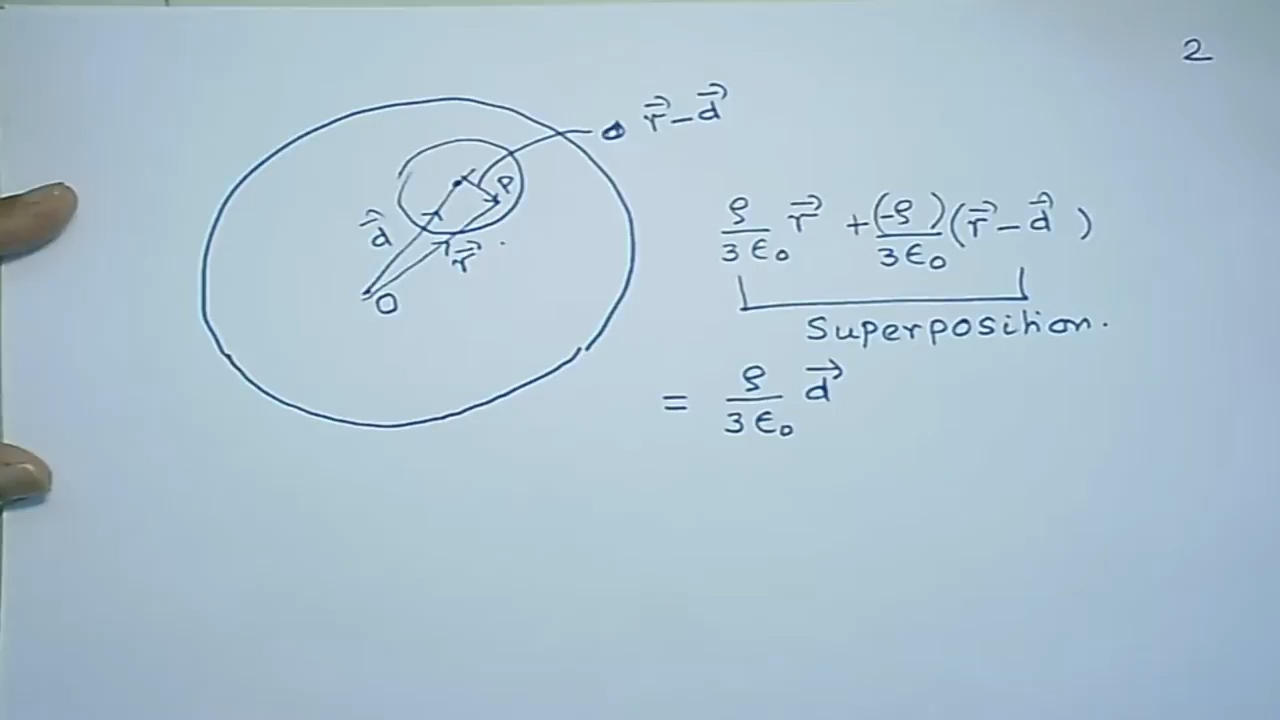 2
r⃗ – d⃗
P
d⃗
r⃗
O
ρ/3ϵ₀ r⃗ + (-ρ)/3ϵ₀ (r⃗ – d⃗)
Superposition.
= ρ/3ϵ₀ d⃗